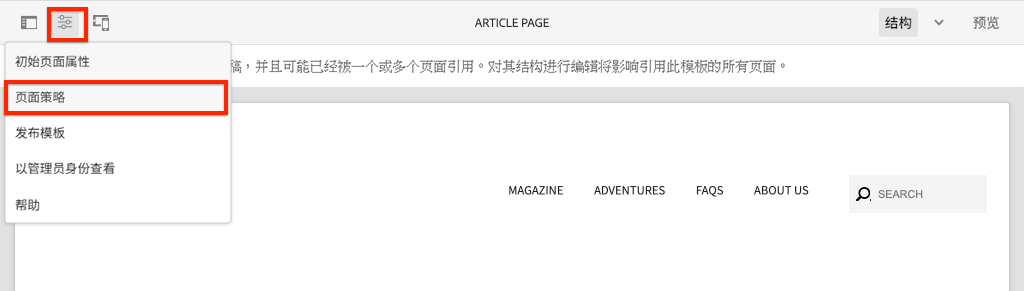 ARTICLE PAGE
结构
预览
初始页面属性
稿，并且可能已经被一个或多个页面引用。对其结构进行编辑将影响引用此模板的所有页面。
页面策略
发布模板
以管理员身份查看
帮助
MAGAZINE
ADVENTURES
FAQS
ABOUT US
SEARCH